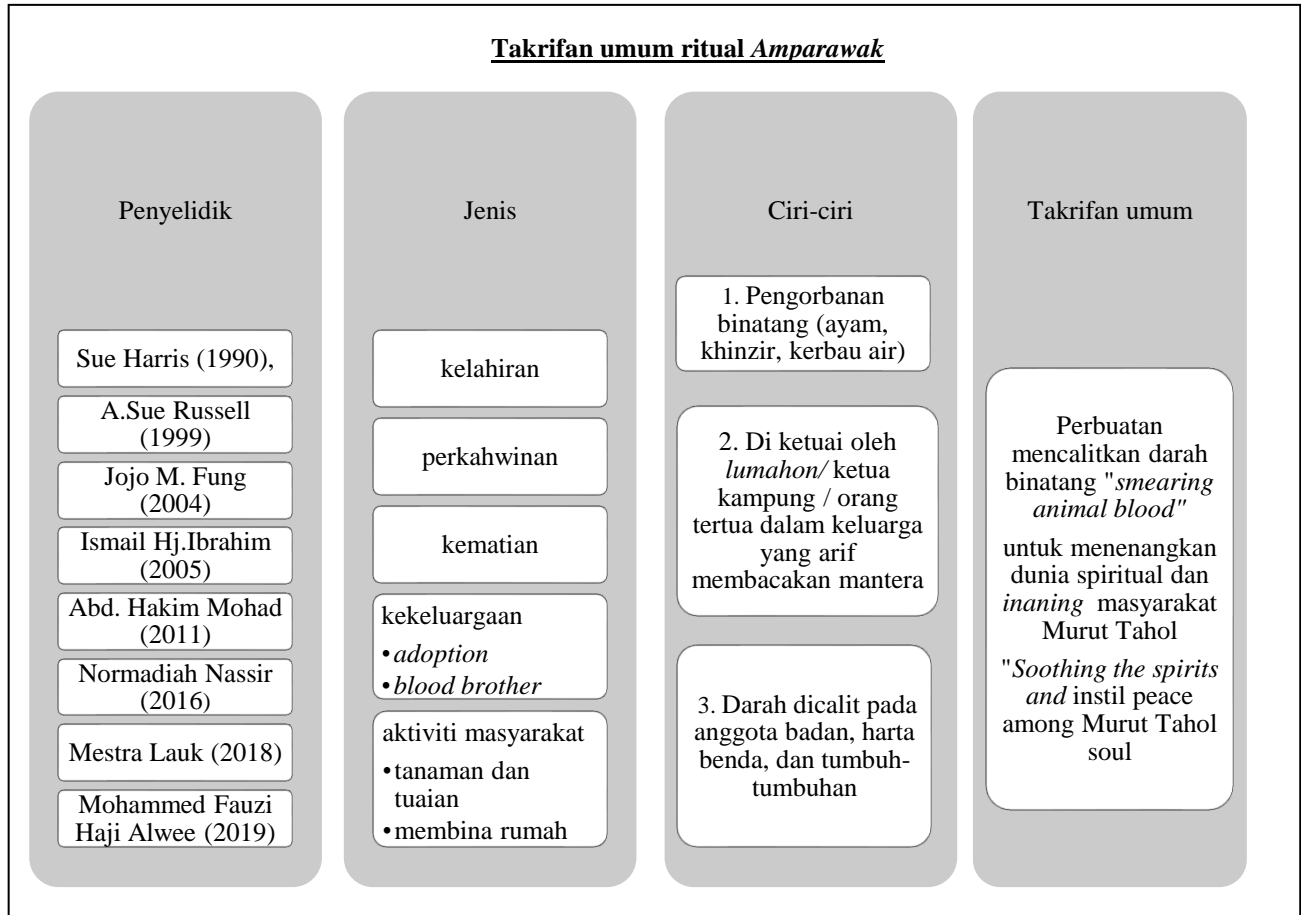 Takrifan umum ritual Amparawak
Penyelidik
Sue Harris (1990),
A.Sue Russell
(1999)
Jojo M. Fung
(2004)
Ismail Hj.Ibrahim
(2005)
Abd. Hakim Mohad
(2011)
Normadiah Nassir
(2016)
Mestra Lauk (2018)
Mohammed Fauzi
Haji Alwee (2019)
Jenis
kelahiran
perkahwinan
kematian
kekeluargaan
•adoption
•blood brother
aktiviti masyarakat
•tanaman dan
tuaian
•membina rumah
Ciri-ciri
1. Pengorbanan
binatang (ayam,
khinzir, kerbau air)
2. Di ketuai oleh
lumahon/ ketua
kampung / orang
tertua dalam keluarga
yang arif
membacakan mantera
3. Darah dicalit pada
anggota badan, harta
benda, dan tumbuh-
tumbuhan
Takrifan umum
Perbuatan
mencalitkan darah
binatang "smearing
animal blood"
untuk menenangkan
dunia spiritual dan
inaning masyarakat
Murut Tahol
"Soothing the spirits
and instil peace
among Murut Tahol
soul